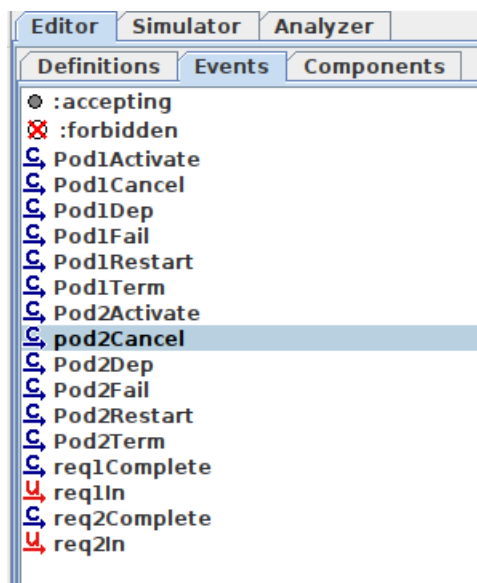 Editor Simulator Analyzer
Definitions Events Components
:accepting
:forbidden
C Pod1Activate
C Pod1Cancel
C Pod1Dep
C Pod1Fail
C Pod1Restart
C Pod1Term
C Pod2Activate
C pod2Cancel
C Pod2Dep
C Pod2Fail
C Pod2Restart
C Pod2Term
C req1Complete
U req1In
C req2Complete
U req2In